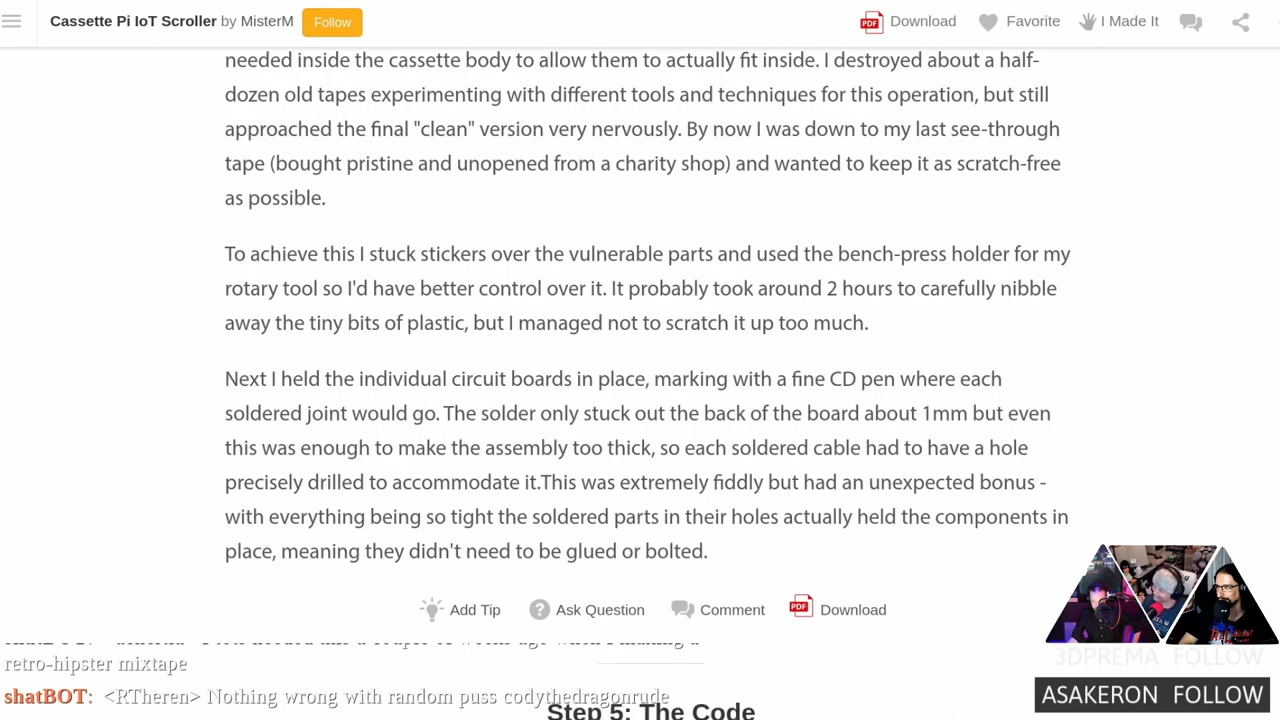 Cassette Pi IoT Scroller by MisterM Follow Download Favorite I Made It
needed inside the cassette body to allow them to actually fit inside. I destroyed about a half-
dozen old tapes experimenting with different tools and techniques for this operation, but still
approached the final "clean" version very nervously. By now I was down to my last see-through
tape (bought pristine and unopened from a charity shop) and wanted to keep it as scratch-free
as possible.
To achieve this I stuck stickers over the vulnerable parts and used the bench-press holder for my
rotary tool so I'd have better control over it. It probably took around 2 hours to carefully nibble
away the tiny bits of plastic, but I managed not to scratch it up too much.
Next I held the individual circuit boards in place, marking with a fine CD pen where each
soldered joint would go. The solder only stuck out the back of the board about 1mm but even
this was enough to make the assembly too thick, so each soldered cable had to have a hole
precisely drilled to accommodate it.This was extremely fiddly but had an unexpected bonus -
with everything being so tight the soldered parts in their holes actually held the components in
place, meaning they didn't need to be glued or bolted.
Add Tip Ask Question Comment Download
retro-hipster mixtape
shatBOT: <RTheren> Nothing wrong with random puss codythedragonrude
Step 5: The Code
3DPREMA FOLLOW
ASAKERON FOLLOW